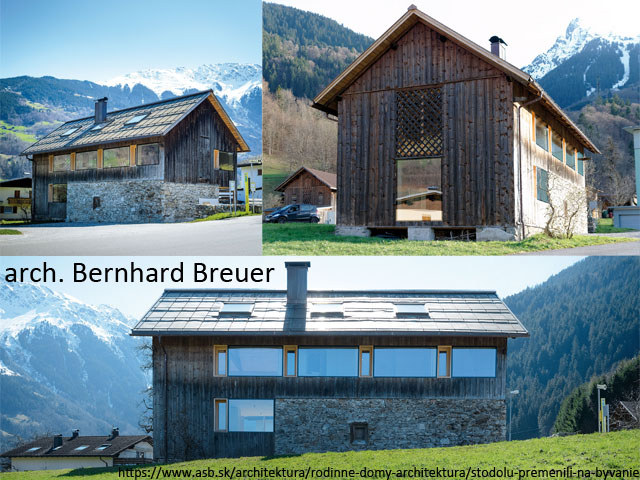 arch. Bernhard Breuer
https://www.asb.sk/architektura/rodinne-domy-architektura/stodolu-premenili-na-byvanie